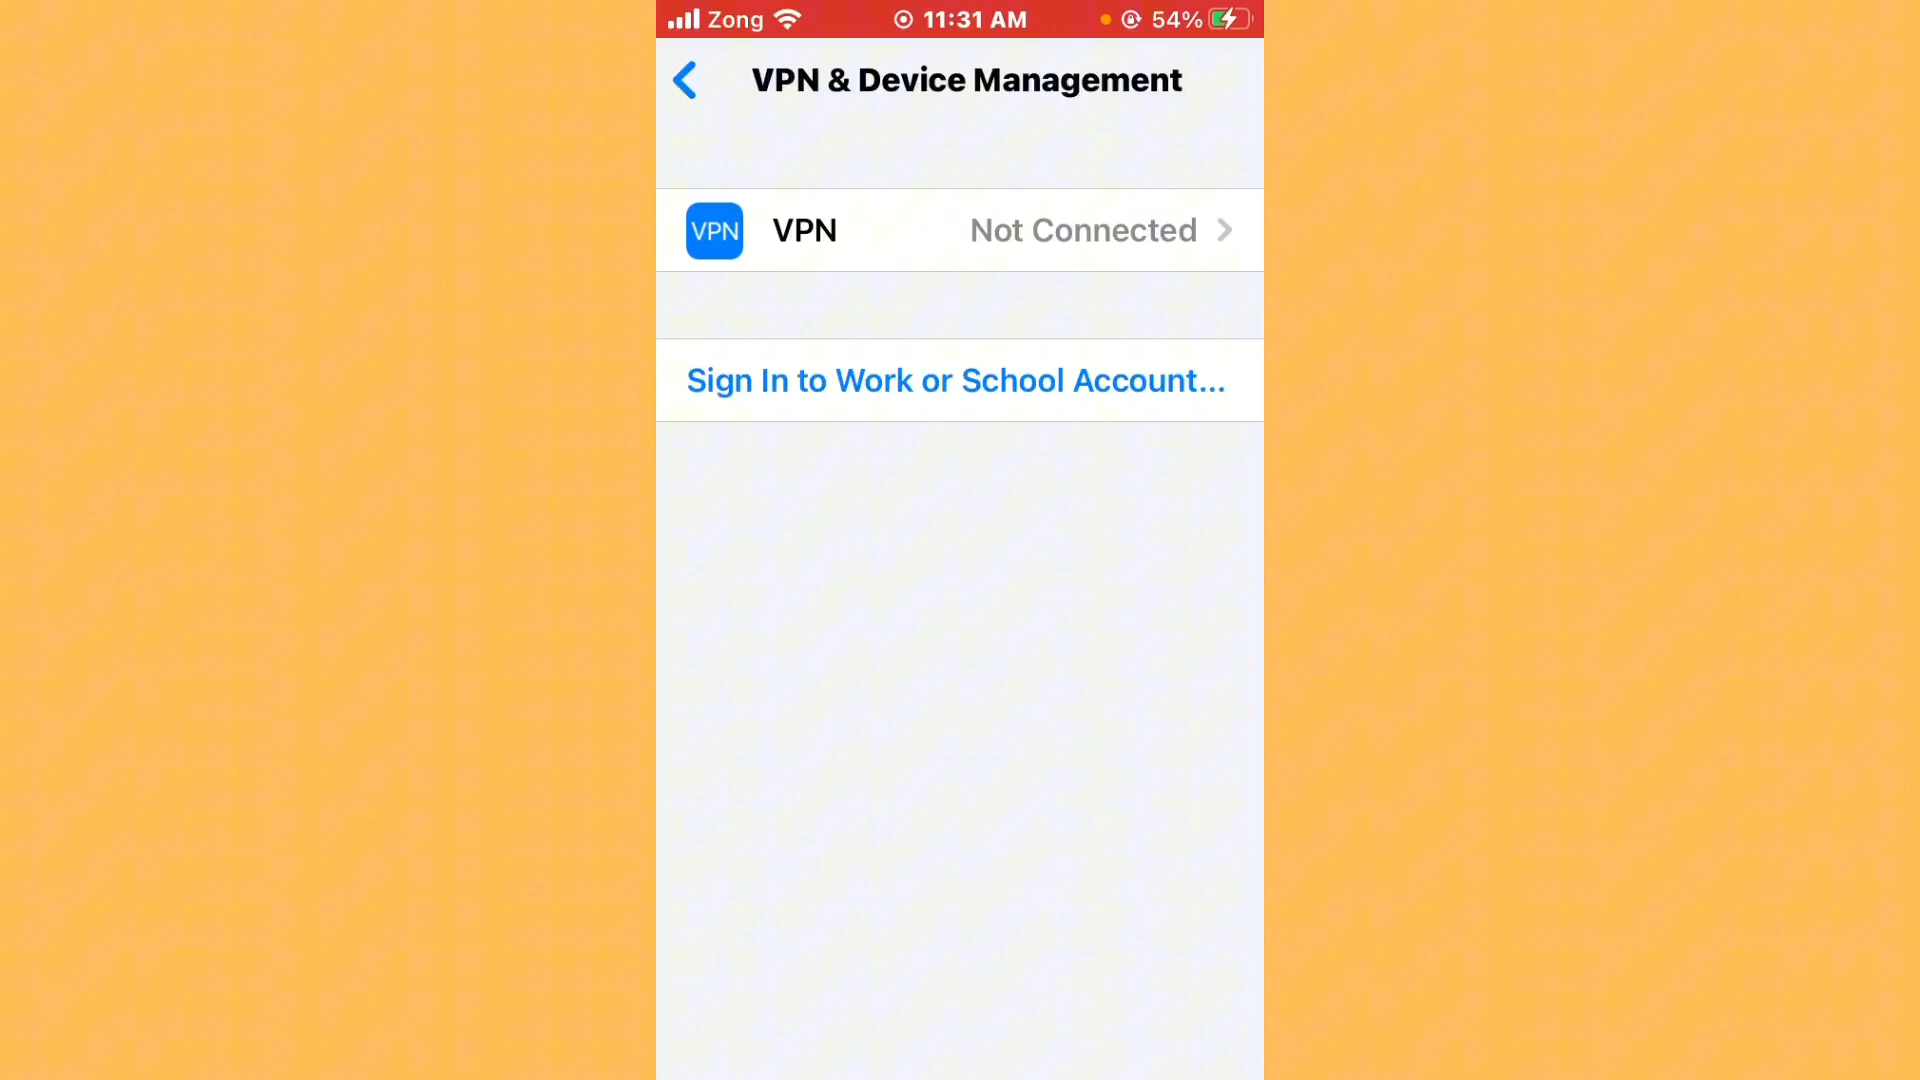 Zong 11:31 AM 54%
VPN & Device Management
VPN VPN Not Connected
Sign In to Work or School Account...